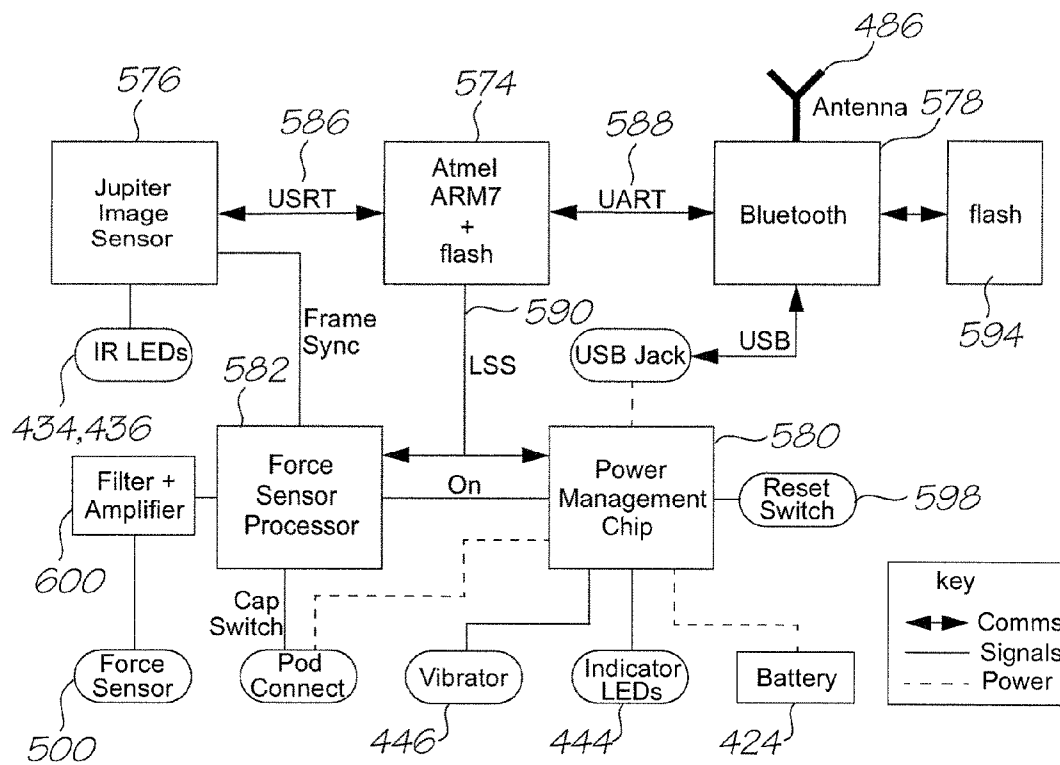 486
576
574
Antenna
578
586
588
Jupiter
Image
Sensor
USRT
Atmel
ARM7
+
flash
UART
Bluetooth
flash
594
Frame
Sync
590
LSS
USB
IR LEDs
USB Jack
434,436
582
580
Filter +
Amplifier
Force
Sensor
Processor
On
Power
Management
Chip
Reset
Switch
598
600
Cap
Switch
key
Comms
Signals
Power
Force
Sensor
Pod
Connect
Vibrator
Indicator
LEDs
Battery
500
446
444
424